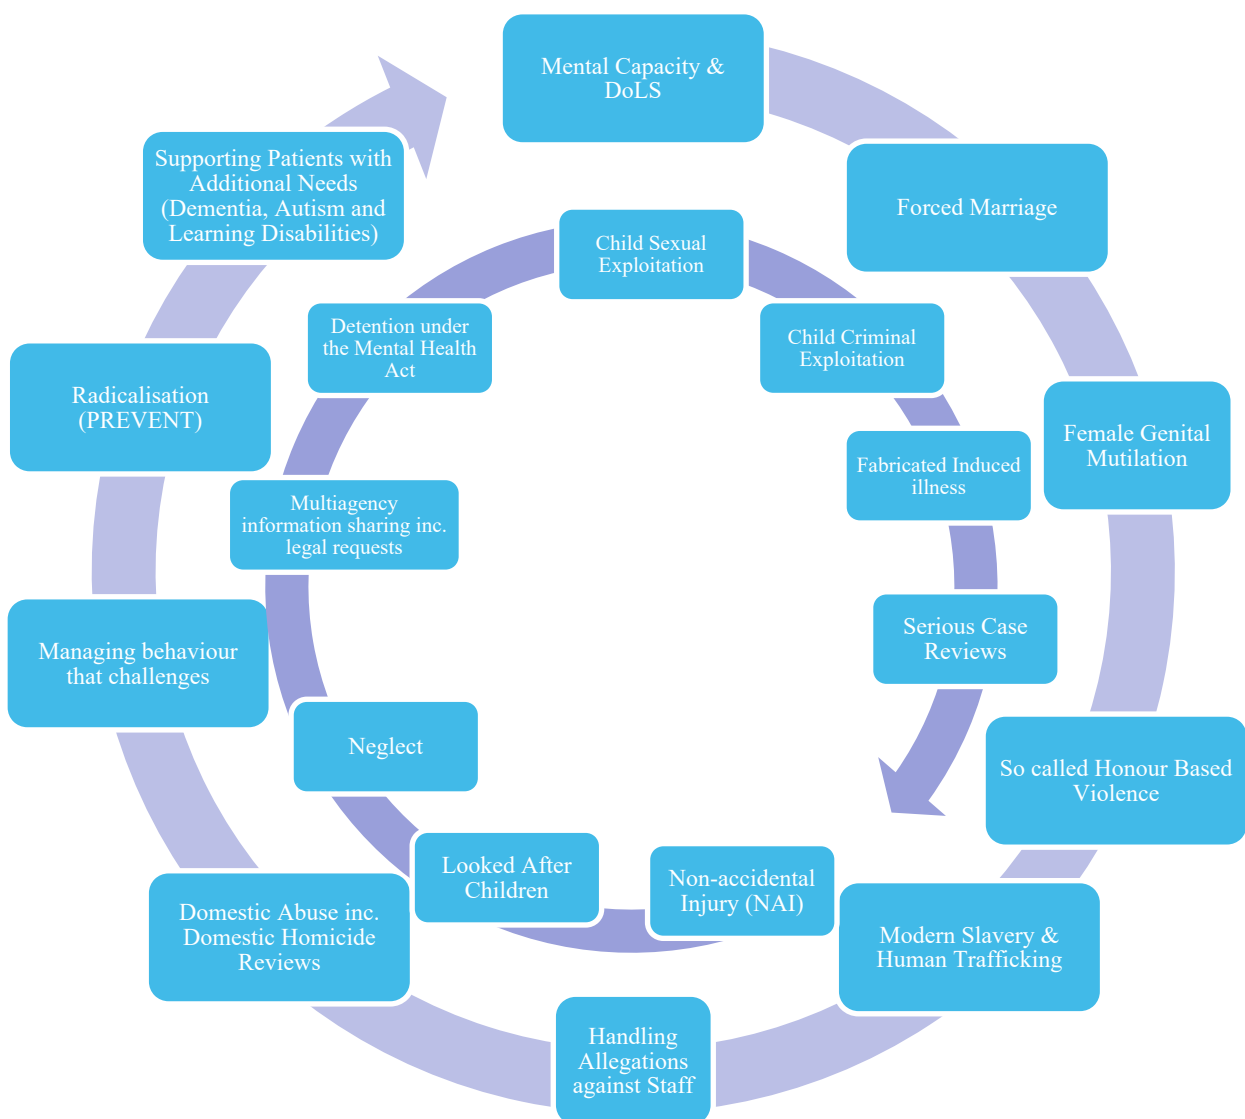 Mental Capacity &
DoLS
Forced Marriage
Female Genital
Mutilation
So called Honour Based
Violence
Modern Slavery &
Human Trafficking
Handling
Allegations
against Staff
Domestic Abuse inc.
Domestic Homicide
Reviews
Managing behaviour
that challenges
Radicalisation
(PREVENT)
Supporting Patients with
Additional Needs
(Dementia, Autism and
Learning Disabilities)
Child Sexual
Exploitation
Child Criminal
Exploitation
Fabricated Induced
illness
Serious Case
Reviews
Non-accidental
Injury (NAI)
Looked After
Children
Neglect
Multiagency
information sharing inc.
legal requests
Detention under
the Mental Health
Act